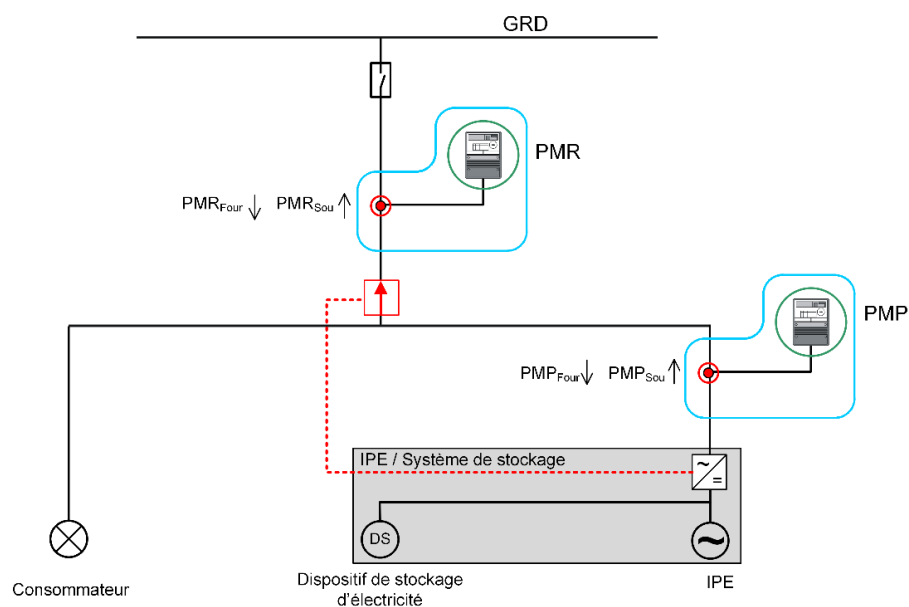 GRD
PMR
PMRFour ↓ PMRSou ↑
PMP
PMPFour ↓ PMPSou ↑
IPE / Système de stockage
~
=
DS
~
Consommateur
Dispositif de stockage
d'électricité
IPE